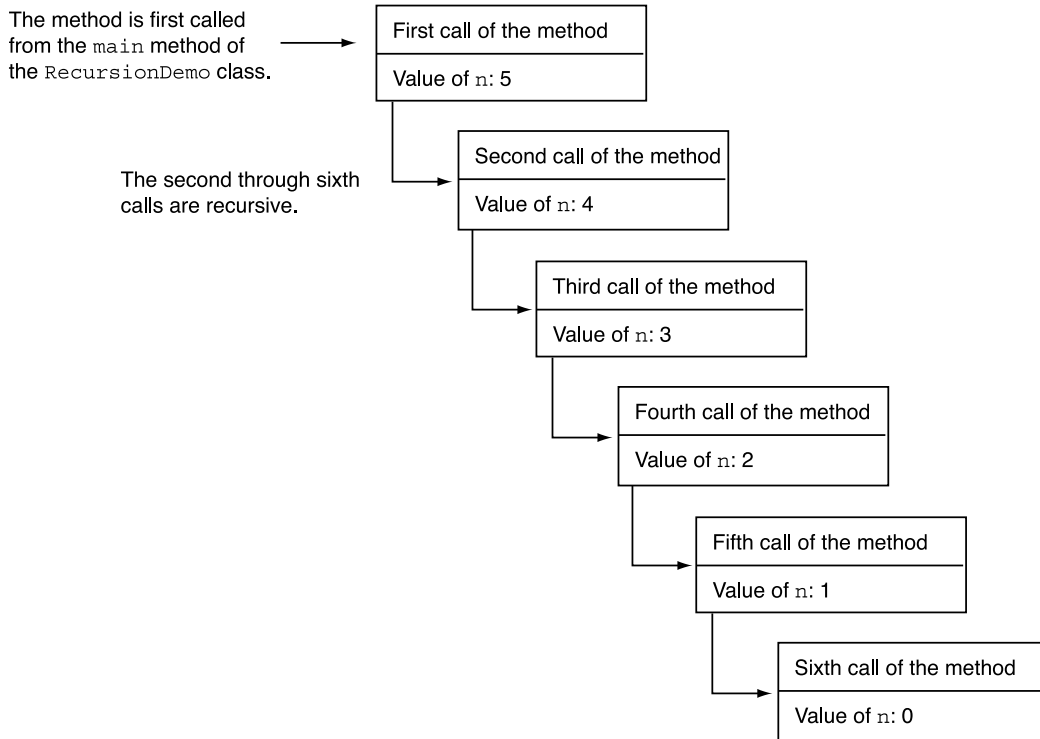 The method is first called
from the main method of
the RecursionDemo class.
First call of the method
Value of n: 5
The second through sixth
calls are recursive.
Second call of the method
Value of n: 4
Third call of the method
Value of n: 3
Fourth call of the method
Value of n: 2
Fifth call of the method
Value of n: 1
Sixth call of the method
Value of n: 0